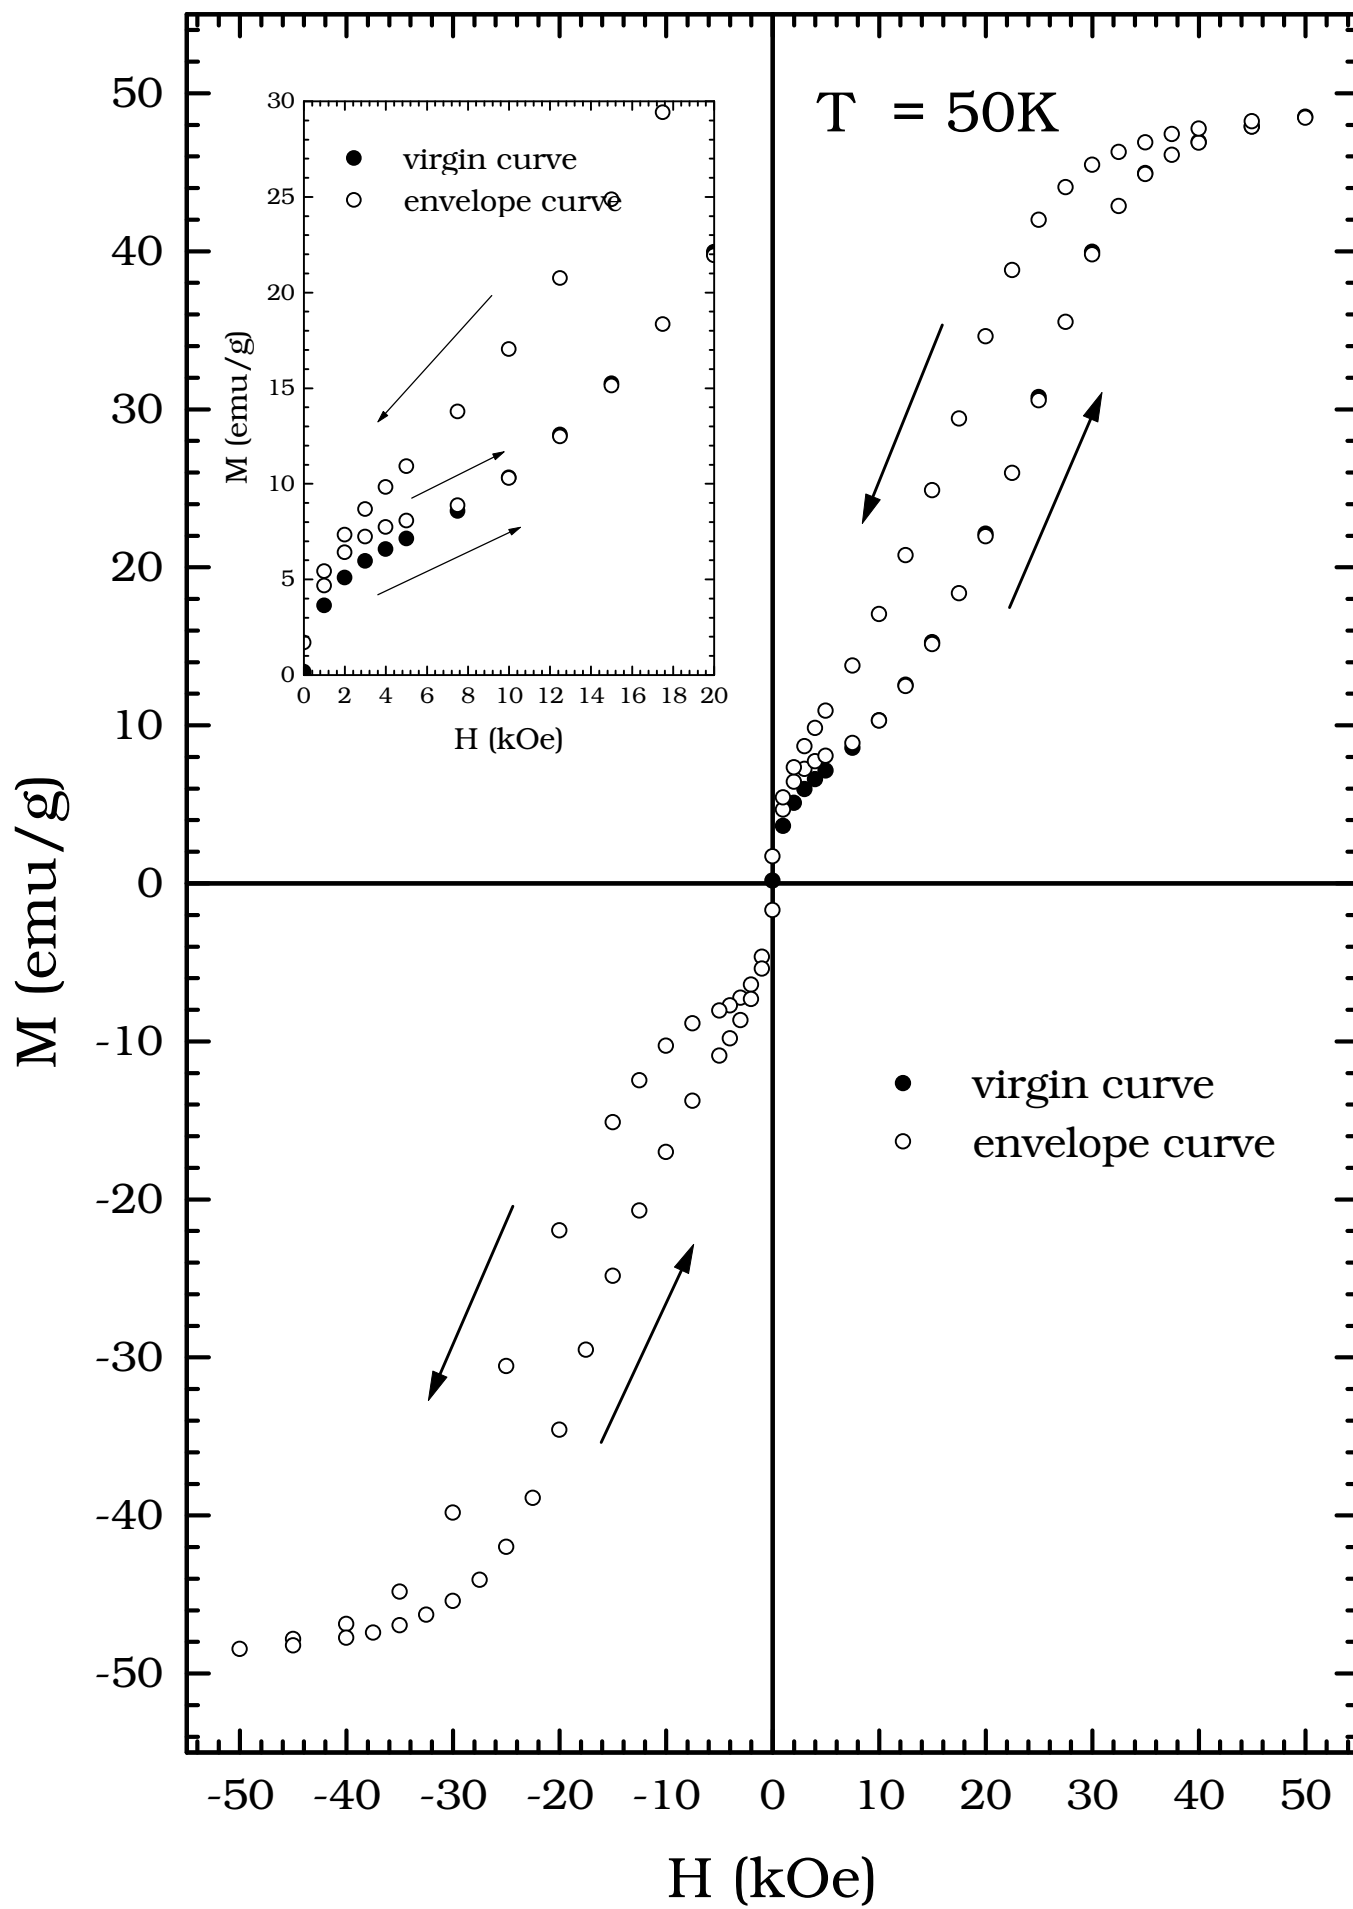 T = 50K
50
40
30
20
10
0
-10
-20
-30
-40
-50
M (emu/g)
-50 -40 -30 -20 -10 0 10 20 30 40 50
H (kOe)
virgin curve
envelope curve
30
25
20
15
10
5
0
M (emu/g)
virgin curve
envelope curve
0 2 4 6 8 10 12 14 16 18 20
H (kOe)